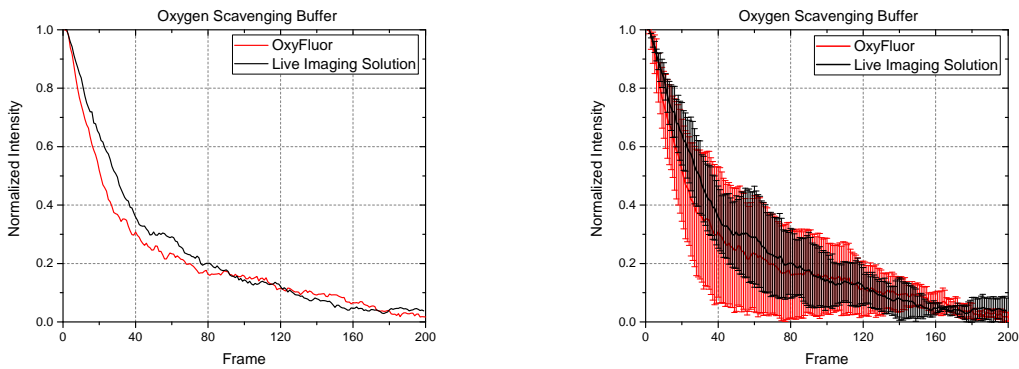 Oxygen Scavenging Buffer
OxyFluor
Live Imaging Solution
Normalized Intensity
1.0
0.8
0.6
0.4
0.2
0.0
0 40 80 120 160 200
Frame
Oxygen Scavenging Buffer
OxyFluor
Live Imaging Solution
Normalized Intensity
1.0
0.8
0.6
0.4
0.2
0.0
0 40 80 120 160 200
Frame